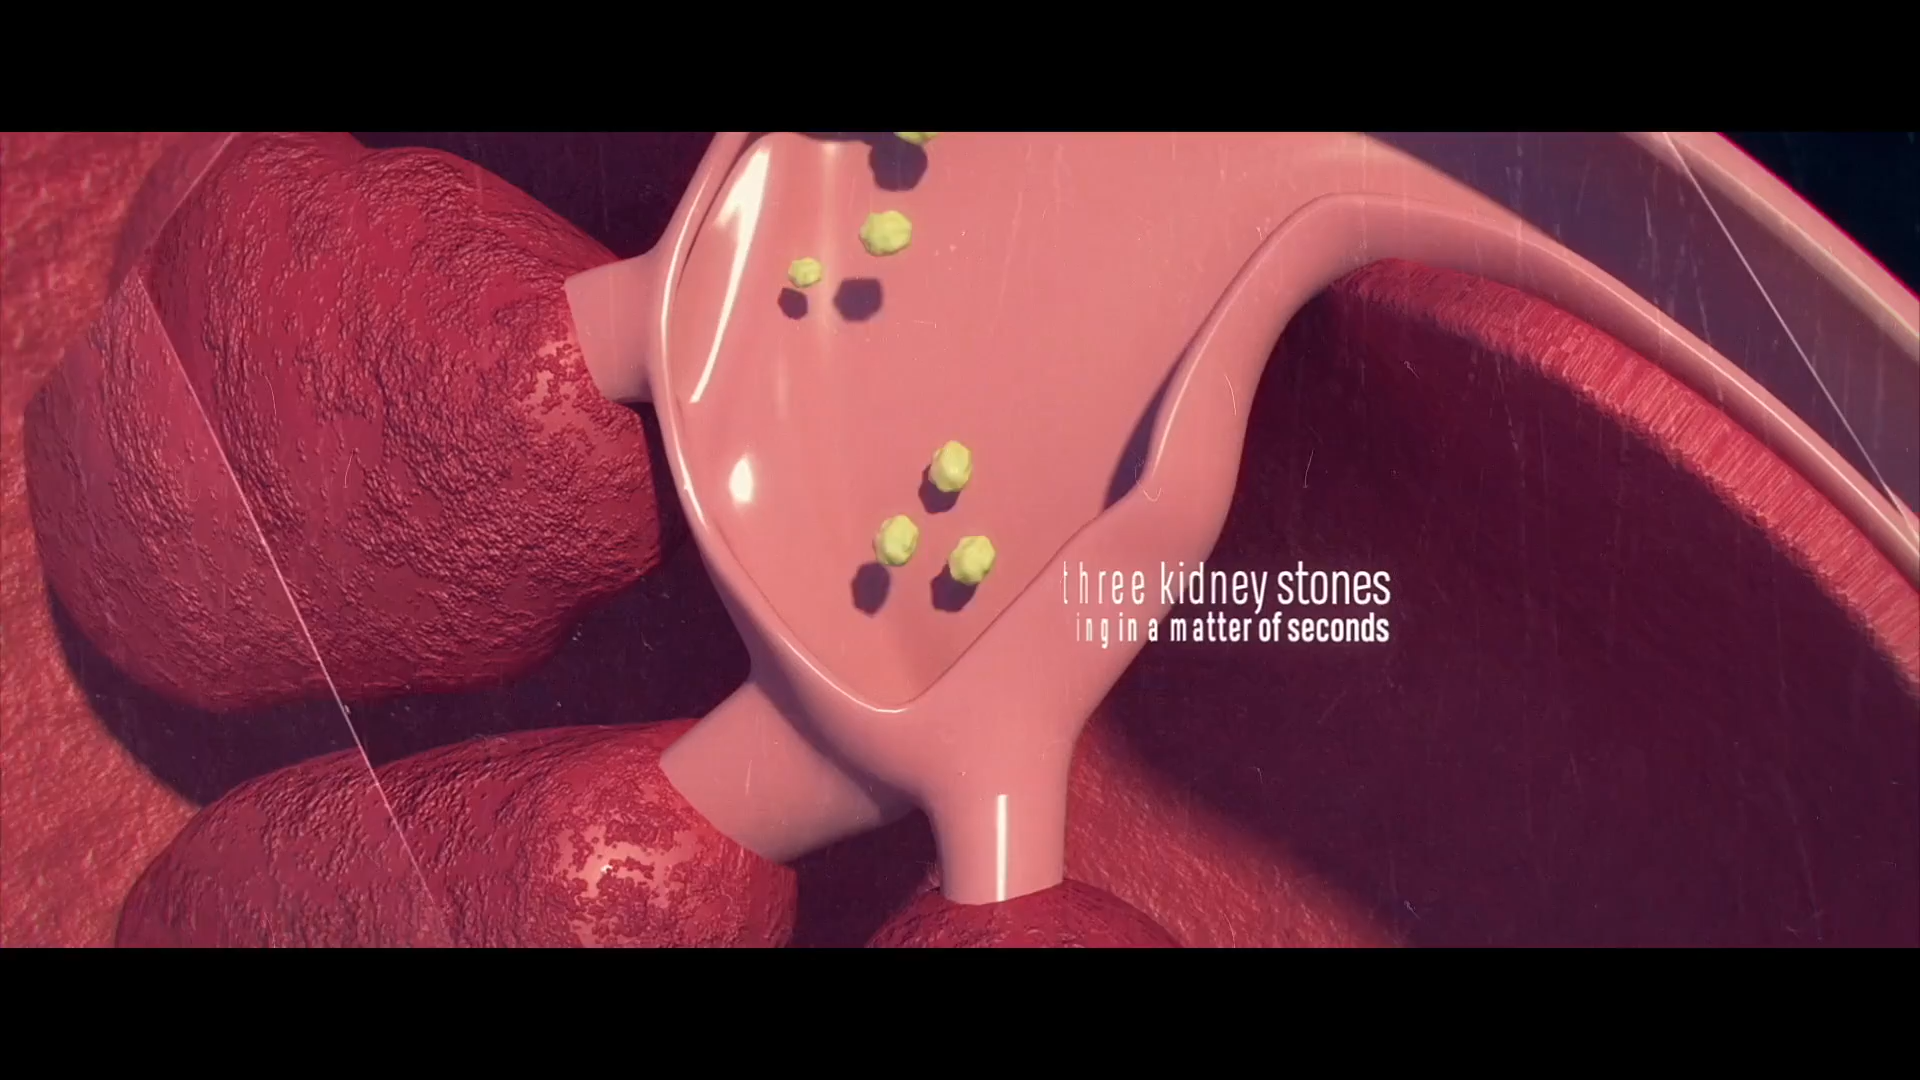 three kidney stones
ing in a matter of seconds